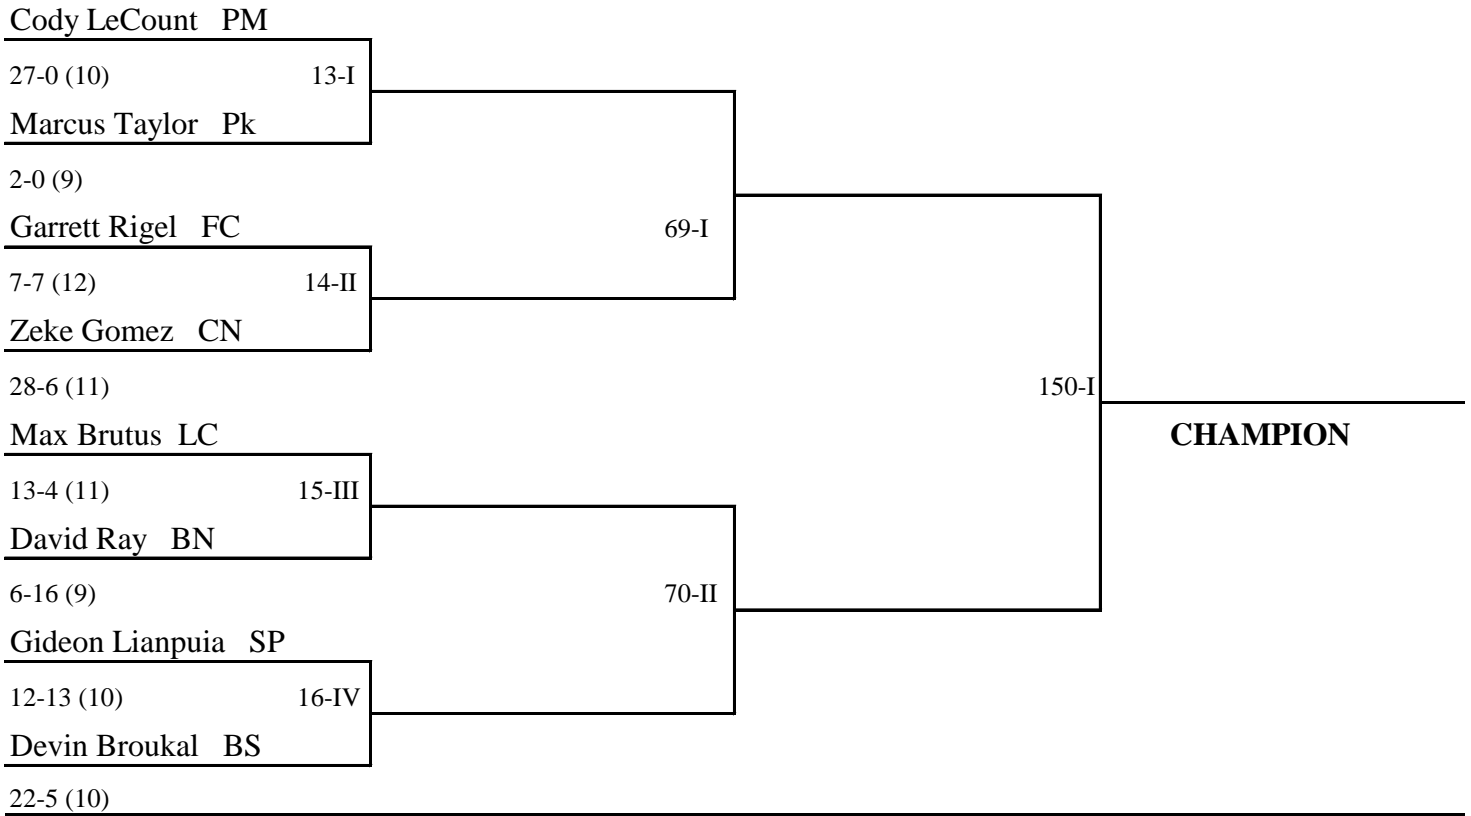 Cody LeCount PM
27-0 (10) 13-I
Marcus Taylor Pk
2-0 (9)
Garrett Rigel FC 69-I
7-7 (12) 14-II
Zeke Gomez CN
28-6 (11) 150-I
Max Brutus LC CHAMPION
13-4 (11) 15-III
David Ray BN
6-16 (9) 70-II
Gideon Lianpuia SP
12-13 (10) 16-IV
Devin Broukal BS
22-5 (10)